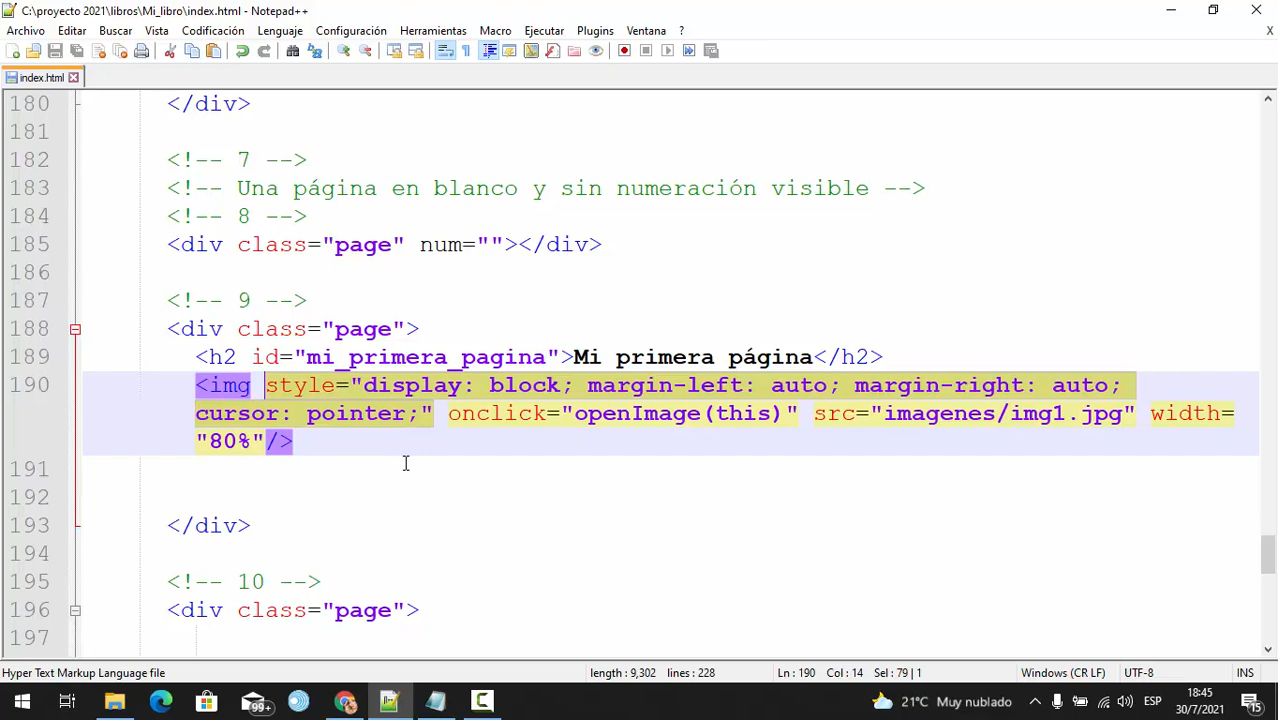 C:\proyecto 2021\libros\Mi_libro\index.html - Notepad++
Archivo Editar Buscar Vista Codificación Lenguaje Configuración Herramientas Macro Ejecutar Plugins Ventana ? X
index.html
180 </div>
181
182 <!-- 7 -->
183 <!-- Una página en blanco y sin numeración visible -->
184 <!-- 8 -->
185 <div class="page" num=""></div>
186
187 <!-- 9 -->
188 <div class="page">
189 <h2 id="mi_primera_pagina">Mi primera página</h2>
190 <img style="display: block; margin-left: auto; margin-right: auto;
cursor: pointer;" onclick="openImage(this)" src="imagenes/img1.jpg" width=
"80%"/>
191
192
193 </div>
194
195 <!-- 10 -->
196 <div class="page">
197
Hyper Text Markup Language file length : 9,302 lines : 228 Ln : 190 Col : 14 Sel : 79 | 1 Windows (CR LF) UTF-8 INS
99+ 21°C Muy nublado ESP 18:45
30/7/2021 15